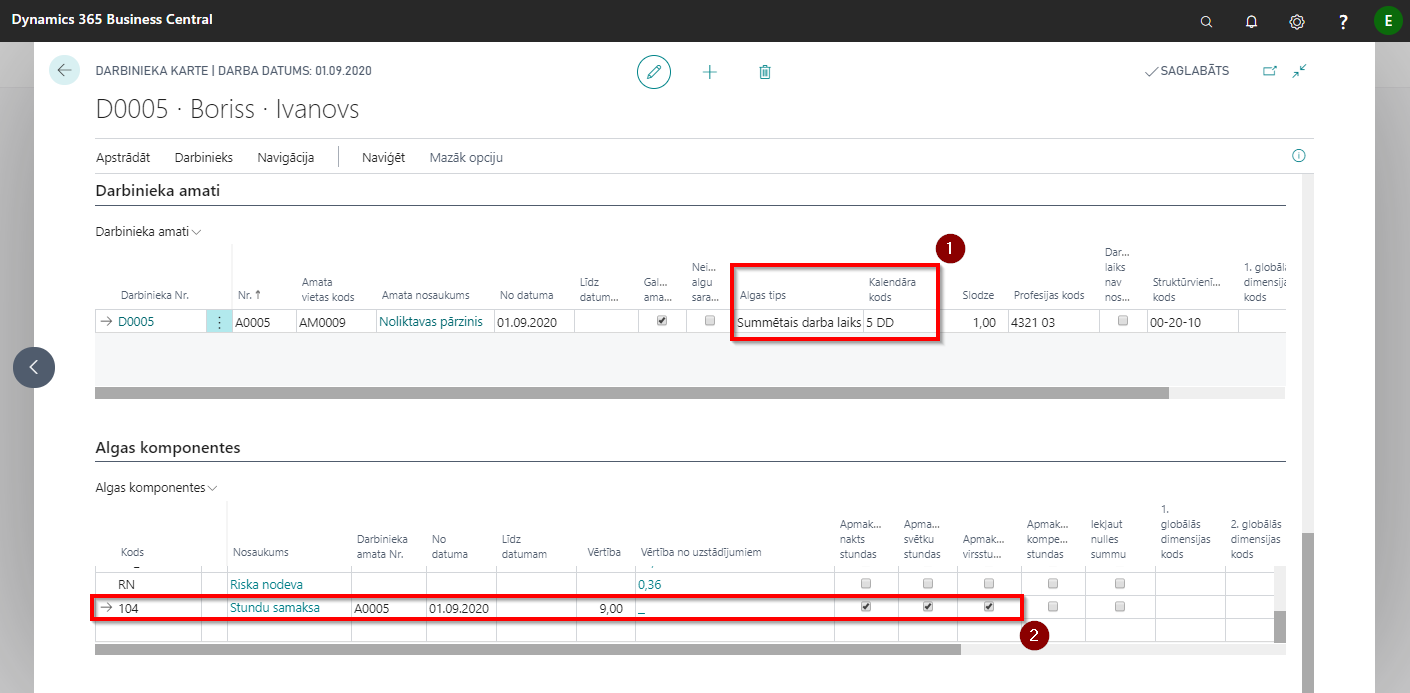 Dynamics 365 Business Central
?
E
DARBINIEKA KARTE | DARBA DATUMS: 01.09.2020
SAGLABĀTS
D0005 · Boriss · Ivanovs
Apstrādāt Darbinieks Navigācija Naviģēt Mazāk opciju
Darbinieka amati
Darbinieka amati
1
Darbinieka Nr.
Nr. ↑
Amata
vietas kods
Amata nosaukums
No datuma
Līdz
datum...
Gal...
ama...
Nei...
algu
sara...
Algas tips
Kalendāra
kods
Slodze
Profesijas kods
Dar...
laiks
nav
nos...
Struktūrvienī...
kods
1. globālā
dimensija
kods
→ D0005 A0005 AM0009 Noliktavas pārzinis 01.09.2020 Summētais darba laiks 5 DD 1,00 4321 03 00-20-10
Algas komponentes
Algas komponentes
Kods
Nosaukums
Darbinieka
amata Nr.
No
datuma
Līdz
datumam
Vērtība
Vērtība no uzstādījumiem
Apmak...
nakts
stundas
Apma...
svētku
stundas
Apmak...
virsstu...
Apmak...
kompe...
stundas
Iekļaut
nulles
summu
1.
globālās
dimensijas
kods
2. globālās
dimensijas
kods
RN Riska nodeva 0,36
→ 104 Stundu samaksa A0005 01.09.2020 9,00 _
2